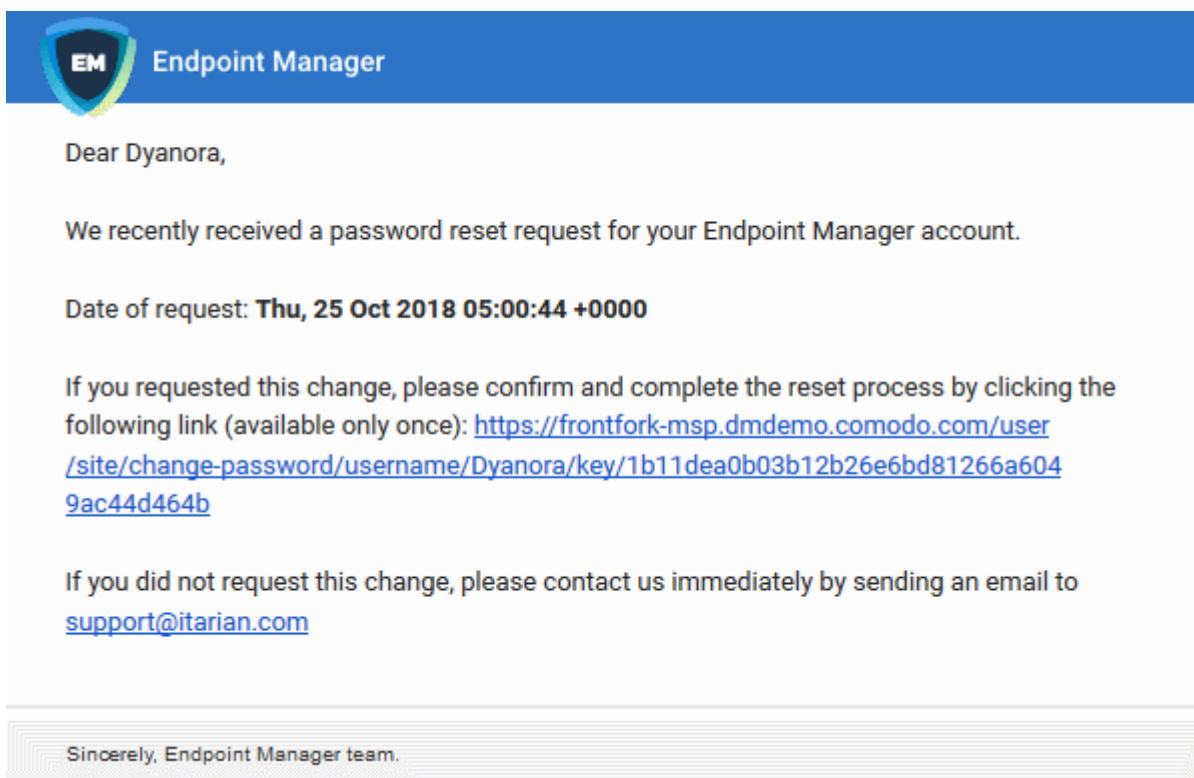 EM
Endpoint Manager
Dear Dyanora,
We recently received a password reset request for your Endpoint Manager account.
Date of request: Thu, 25 Oct 2018 05:00:44 +0000
If you requested this change, please confirm and complete the reset process by clicking the
following link (available only once): https://frontfork-msp.dmdemo.comodo.com/user
/site/change-password/username/Dyanora/key/1b11dea0b03b12b26e6bd81266a604
9ac44d464b
If you did not request this change, please contact us immediately by sending an email to
support@itarian.com
Sincerely, Endpoint Manager team.